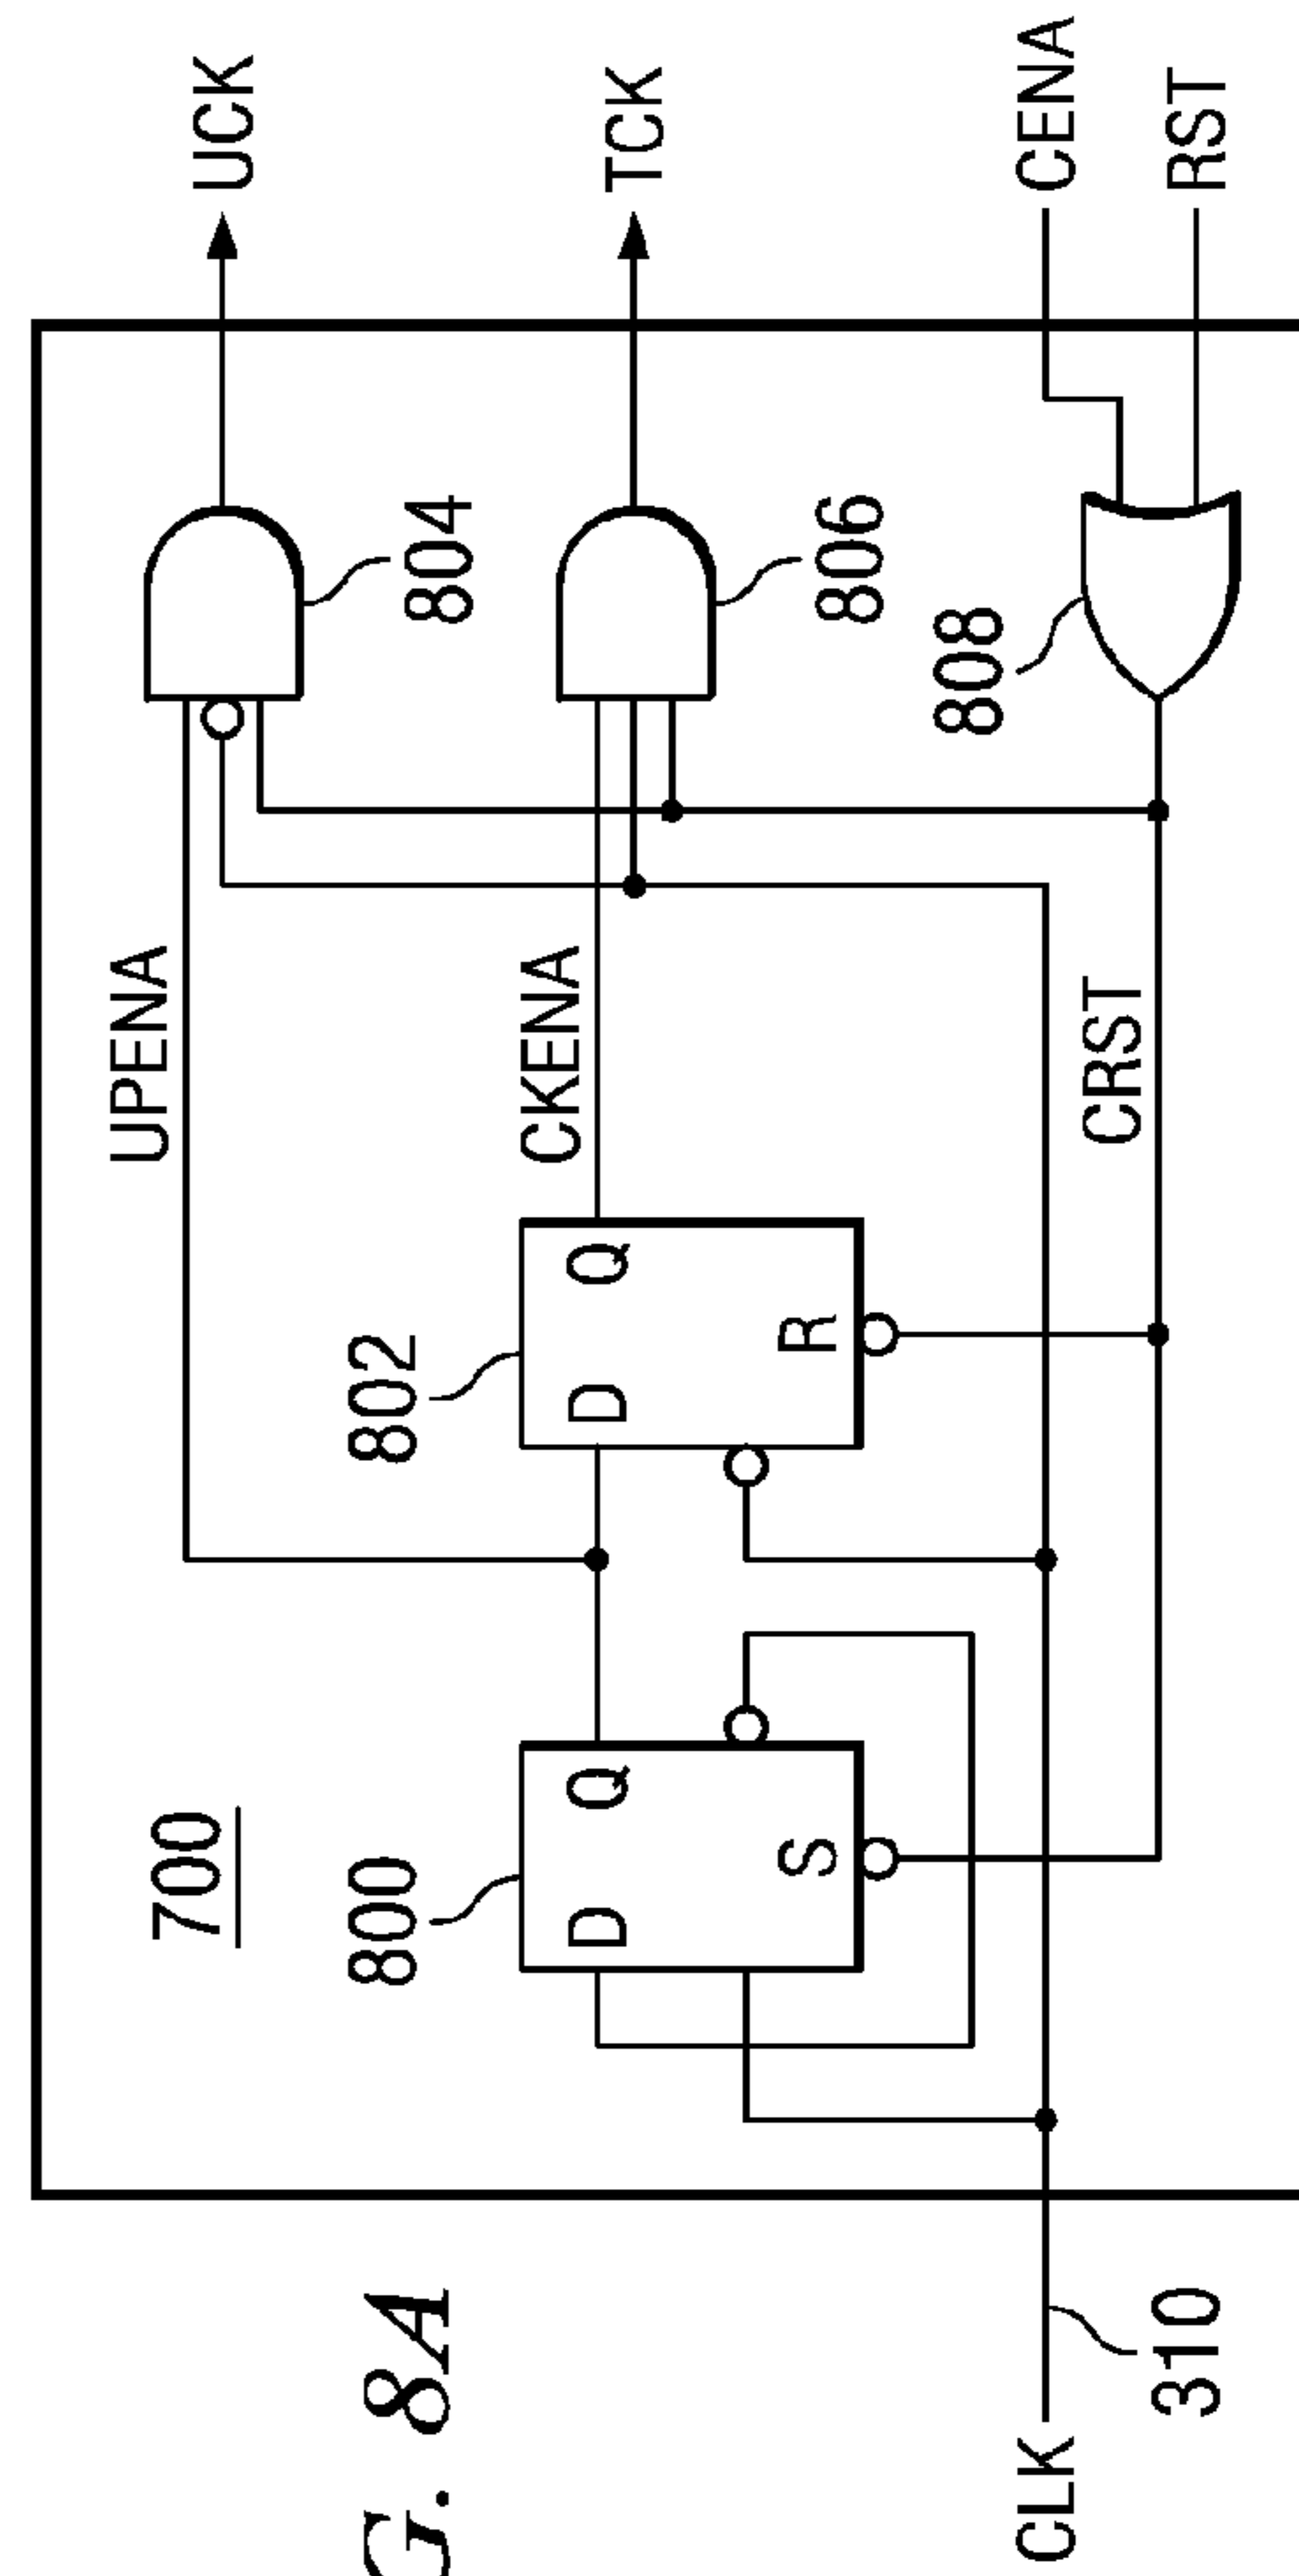 G. 8A
700
UPENA
UCK
804
800
D
Q
S
802
D
Q
R
CKENA
TCK
806
808
CRST
CENA
RST
CLK
310